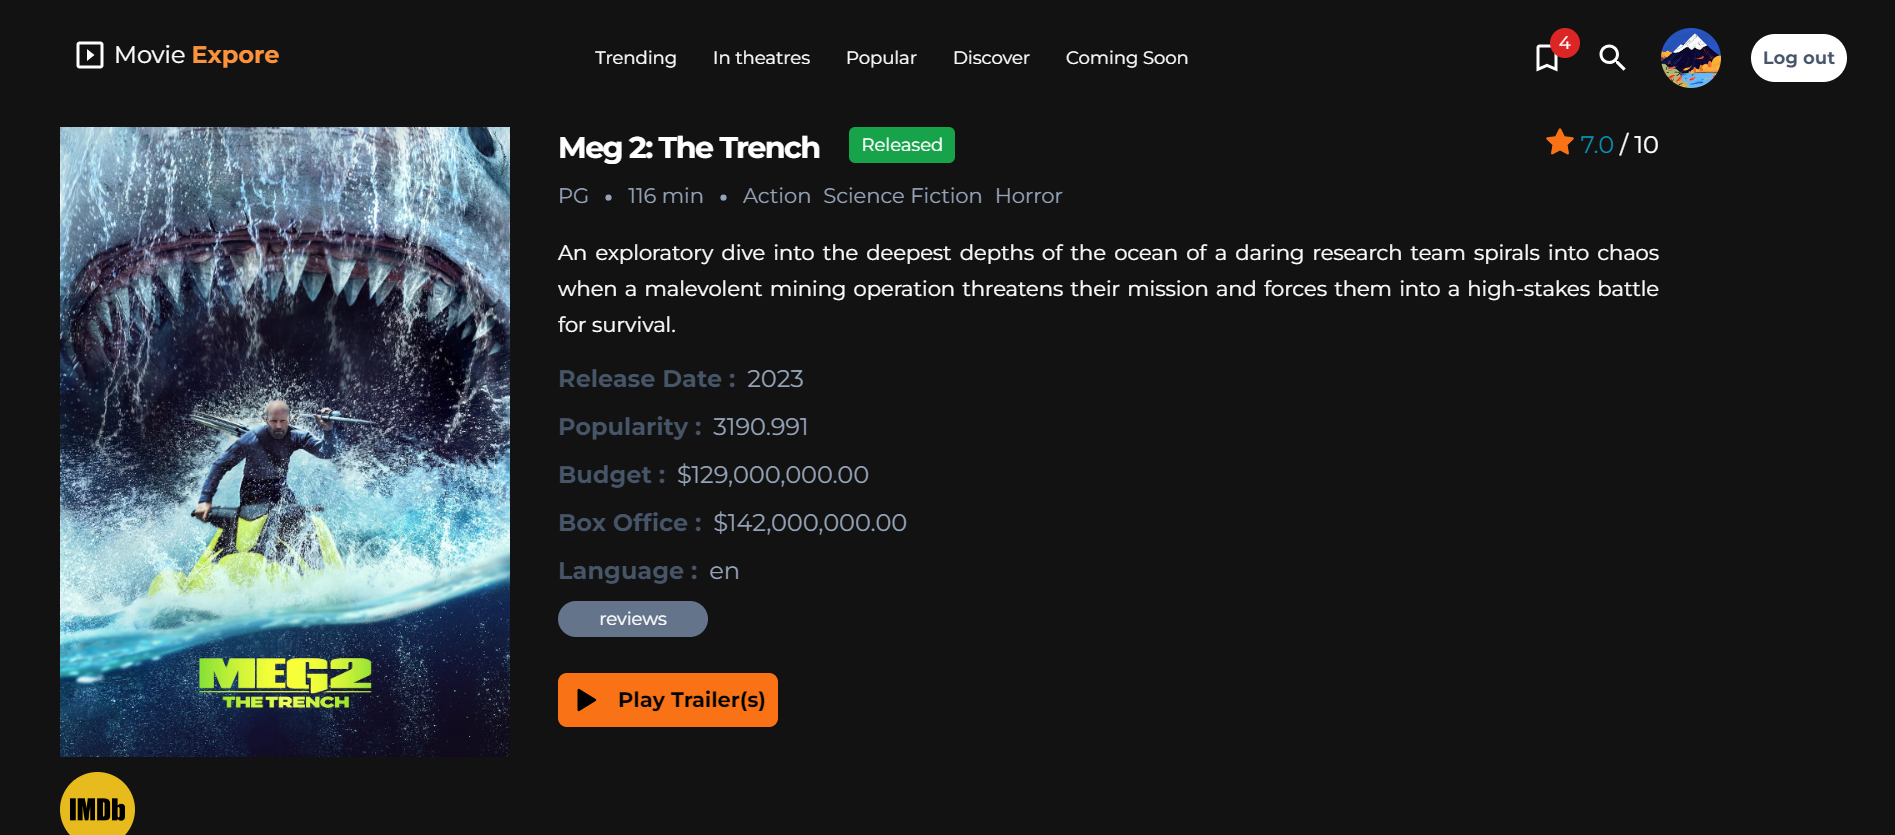 Movie Expore
Trending In theatres Popular Discover Coming Soon
4
Log out
Meg 2: The Trench Released
7.0 / 10
PG • 116 min • Action Science Fiction Horror
An exploratory dive into the deepest depths of the ocean of a daring research team spirals into chaos
when a malevolent mining operation threatens their mission and forces them into a high-stakes battle
for survival.
Release Date : 2023
Popularity : 3190.991
Budget : $129,000,000.00
Box Office : $142,000,000.00
Language : en
reviews
Play Trailer(s)
MEG2
THE TRENCH
IMDb